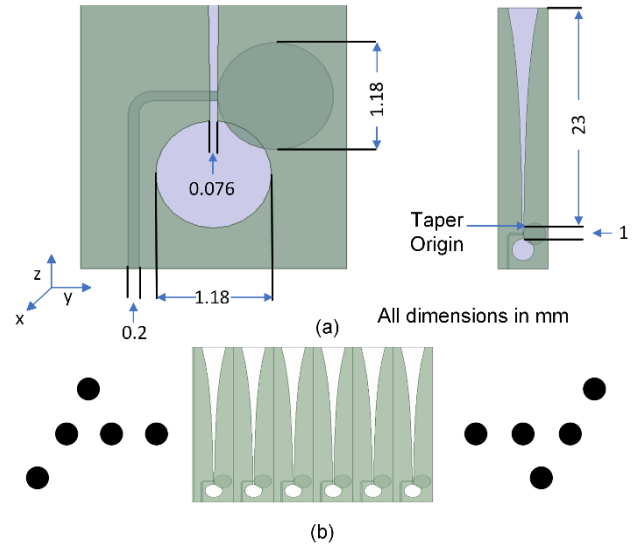 1.18
23
0.076
Taper
Origin
1
z
y
x
1.18
0.2
(a)
All dimensions in mm
(b)